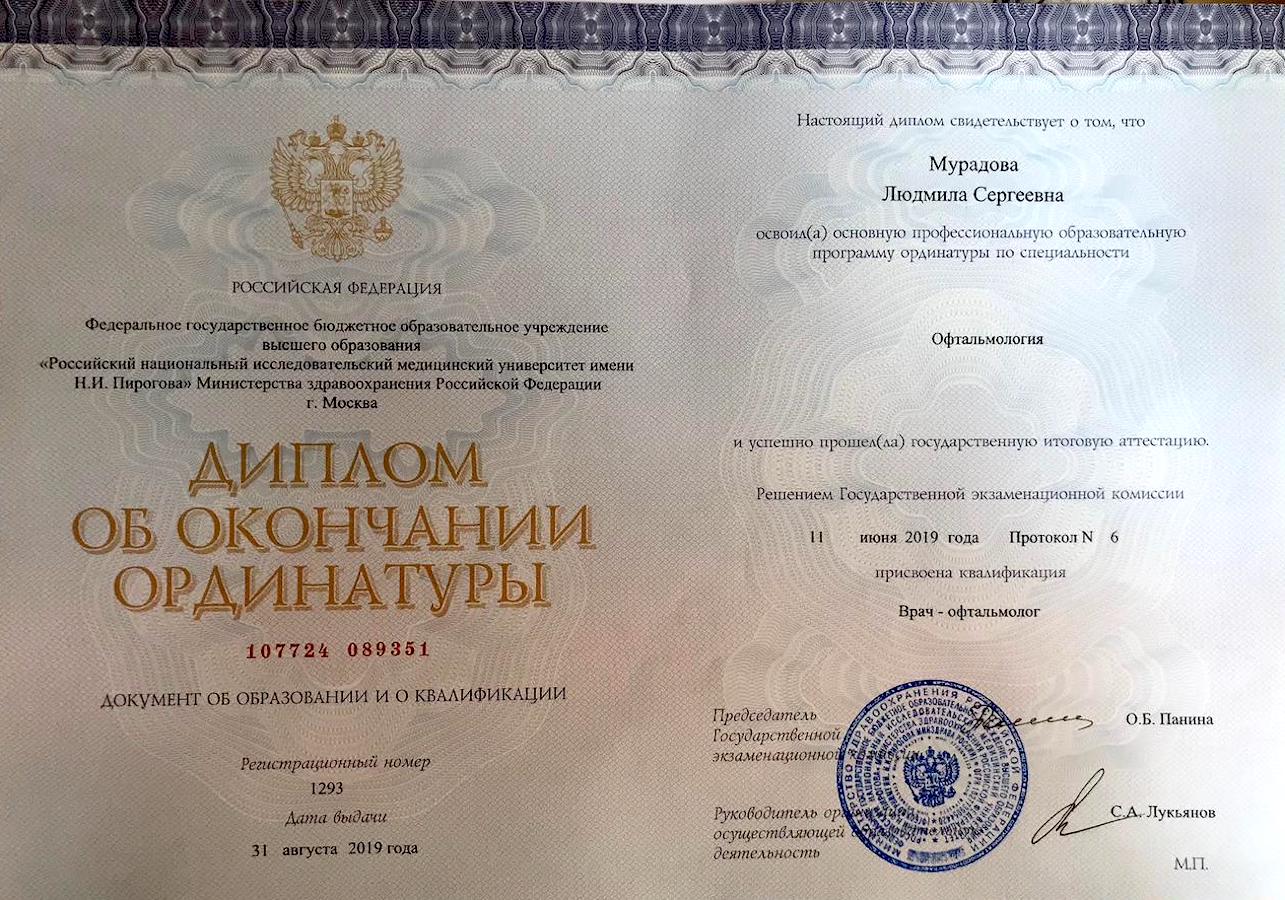 РОССИЙСКАЯ ФЕДЕРАЦИЯ
Федеральное государственное бюджетное образовательное учреждение
высшего образования
«Российский национальный исследовательский медицинский университет имени
Н.И. Пирогова» Министерства здравоохранения Российской Федерации
г. Москва
ДИПЛОМ
ОБ ОКОНЧАНИИ
ОРДИНАТУРЫ
107724 089351
ДОКУМЕНТ ОБ ОБРАЗОВАНИИ И О КВАЛИФИКАЦИИ
Регистрационный номер
1293
Дата выдачи
31 августа 2019 года
Настоящий диплом свидетельствует о том, что
Мурадова
Людмила Сергеевна
освоил(а) основную профессиональную образовательную
программу ординатуры по специальности
Офтальмология
и успешно прошел(ла) государственную итоговую аттестацию.
Решением Государственной экзаменационной комиссии
11 июня 2019 года Протокол N 6
присвоена квалификация
Врач - офтальмолог
Председатель
Государственной
экзаменационной
О.Б. Панина
Руководитель
осуществляющей
деятельность
С.А. Лукьянов
М.П.
МИНИСТЕРСТВО ЗДРАВООХРАНЕНИЯ РОССИЙСКОЙ ФЕДЕРАЦИИ